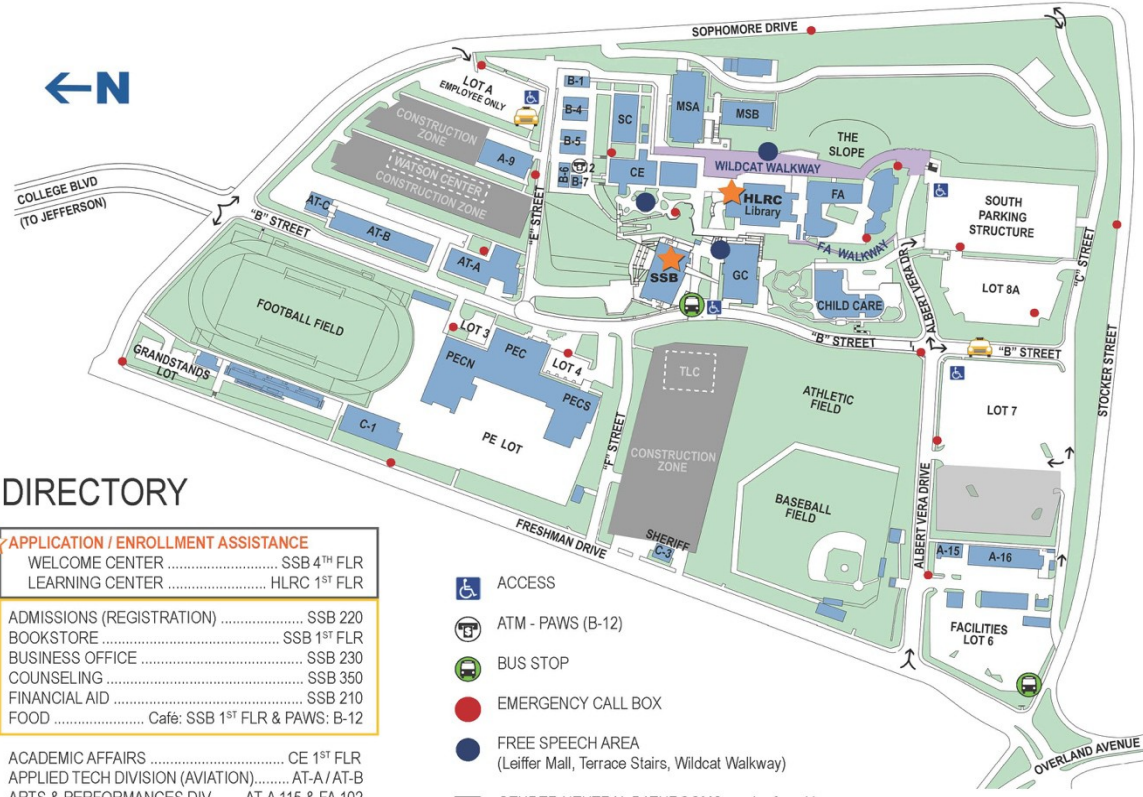 SOPHOMORE DRIVE
N
LOT A
EMPLOYEE ONLY
B-1
B-4
B-5
B-6
B-7
2
SC
MSA
MSB
CONSTRUCTION
ZONE
A-9
WATSON CENTER
CONSTRUCTION ZONE
CE
WILDCAT WALKWAY
THE
SLOPE
COLLEGE BLVD
(TO JEFFERSON)
"B" STREET
AT-C
AT-B
AT-A
"E" STREET
HLRC
Library
FA
FA WALKWAY
SOUTH
PARKING
STRUCTURE
SSB
GC
CHILD CARE
ALBERT VERA DR.
LOT 8A
"C" STREET
STOCKER STREET
FOOTBALL FIELD
GRANDSTANDS
LOT
LOT 3
PECN
PEC
LOT 4
PECS
C-1
PE LOT
"F" STREET
TLC
CONSTRUCTION
ZONE
"B" STREET
"B" STREET
ATHLETIC
FIELD
LOT 7
BASEBALL
FIELD
ALBERT VERA DRIVE
FRESHMAN DRIVE
SHERIFF
C-3
A-15
A-16
FACILITIES
LOT 6
OVERLAND AVENUE
DIRECTORY
APPLICATION / ENROLLMENT ASSISTANCE
WELCOME CENTER ........................ SSB 4TH FLR
LEARNING CENTER ..................... HLRC 1ST FLR
ADMISSIONS (REGISTRATION) ................. SSB 220
BOOKSTORE ...................................... SSB 1ST FLR
BUSINESS OFFICE ................................. SSB 230
COUNSELING ........................................ SSB 350
FINANCIAL AID ....................................... SSB 210
FOOD .................. Café: SSB 1ST FLR & PAWS: B-12
ACADEMIC AFFAIRS ............................. CE 1ST FLR
APPLIED TECH DIVISION (AVIATION)......... AT-A / AT-B
ARTS & PERFORMANCES DIV...... AT-A 115 & FA 102
ACCESS
ATM - PAWS (B-12)
BUS STOP
EMERGENCY CALL BOX
FREE SPEECH AREA
(Leiffer Mall, Terrace Stairs, Wildcat Walkway)